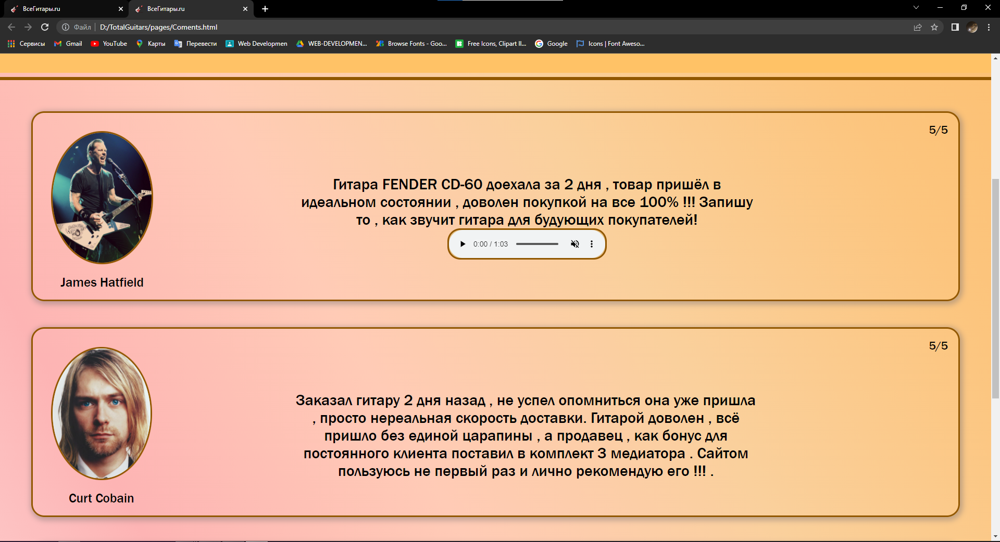 ВсеГитары.ru
ВсеГитары.ru
Файл D:/TotalGuitars/pages/Coments.html
Сервисы Gmail YouTube Карты Перевести Web Developmen WEB-DEVELOPMEN... Browse Fonts - Goo... Free Icons, Clipart Il... Google Icons | Font Aweso...
5/5
Гитара FENDER CD-60 доехала за 2 дня , товар пришёл в
идеальном состоянии , доволен покупкой на все 100% !!! Запишу
то , как звучит гитара для будующих покупателей!
0:00 / 1:03
James Hatfield
5/5
Заказал гитару 2 дня назад , не успел опомниться она уже пришла
, просто нереальная скорость доставки. Гитарой доволен , всё
пришло без единой царапины , а продавец , как бонус для
постоянного клиента поставил в комплект 3 медиатора . Сайтом
пользуюсь не первый раз и лично рекомендую его !!! .
Curt Cobain